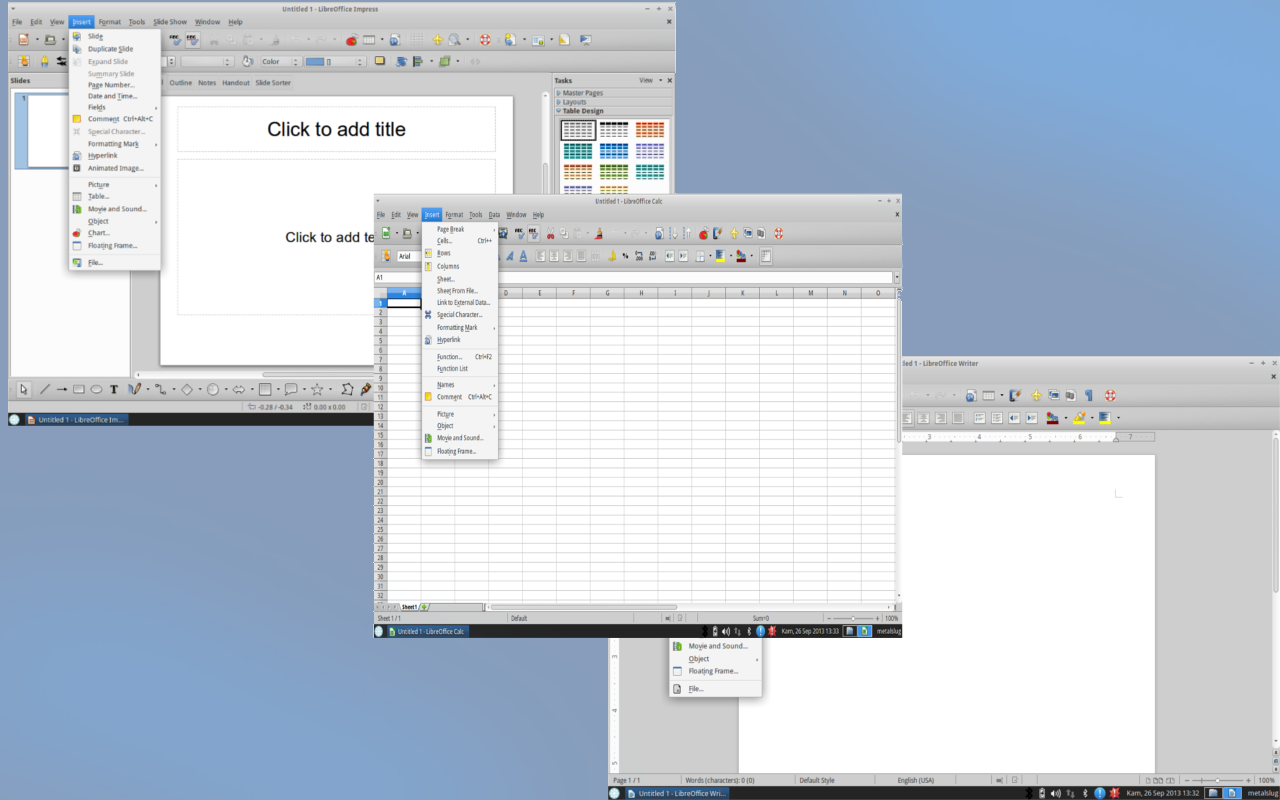 Untitled 1 - LibreOffice Impress
File Edit View Insert Format Tools Slide Show Window Help
Slide
Duplicate Slide
Expand Slide
Summary Slide
Page Number...
Date and Time...
Fields
Comment Ctrl+Alt+C
Special Character...
Formatting Mark
Hyperlink
Animated Image...
Picture
Table...
Movie and Sound...
Object
Chart...
Floating Frame...
File...
Color
Slides
1
Outline Notes Handout Slide Sorter
Click to add title
Click to add te
Tasks View
Master Pages
Layouts
Table Design
-0.28 / -0.34 0.00 x 0.00
Untitled 1 - LibreOffice Im...
Untitled 1 - LibreOffice Calc
File Edit View Insert Format Tools Data Window Help
Arial
A1
Page Break
Cells... Ctrl++
Rows
Columns
Sheet...
Sheet From File...
Link to External Data...
Special Character...
Formatting Mark
Hyperlink
Function... Ctrl+F2
Function List
Names
Comment Ctrl+Alt+C
Picture
Object
Movie and Sound...
Floating Frame...
A D E F G H I J K L M N O
1
2
3
4
5
6
7
8
9
10
11
12
13
14
15
16
17
18
19
20
21
22
23
24
25
26
27
28
29
30
31
32
Sheet1
Sheet 1 / 1 Default Sum=0 100%
Untitled 1 - LibreOffice Calc Kam, 26 Sep 2013 13:33 metalslug
led 1 - LibreOffice Writer
3 4 5 6 7
Movie and Sound...
Object
Floating Frame...
File...
3
4
5
Page 1 / 1 Words (characters): 0 (0) Default Style English (USA) 100%
Untitled 1 - LibreOffice Wri... Kam, 26 Sep 2013 13:32 metalslug